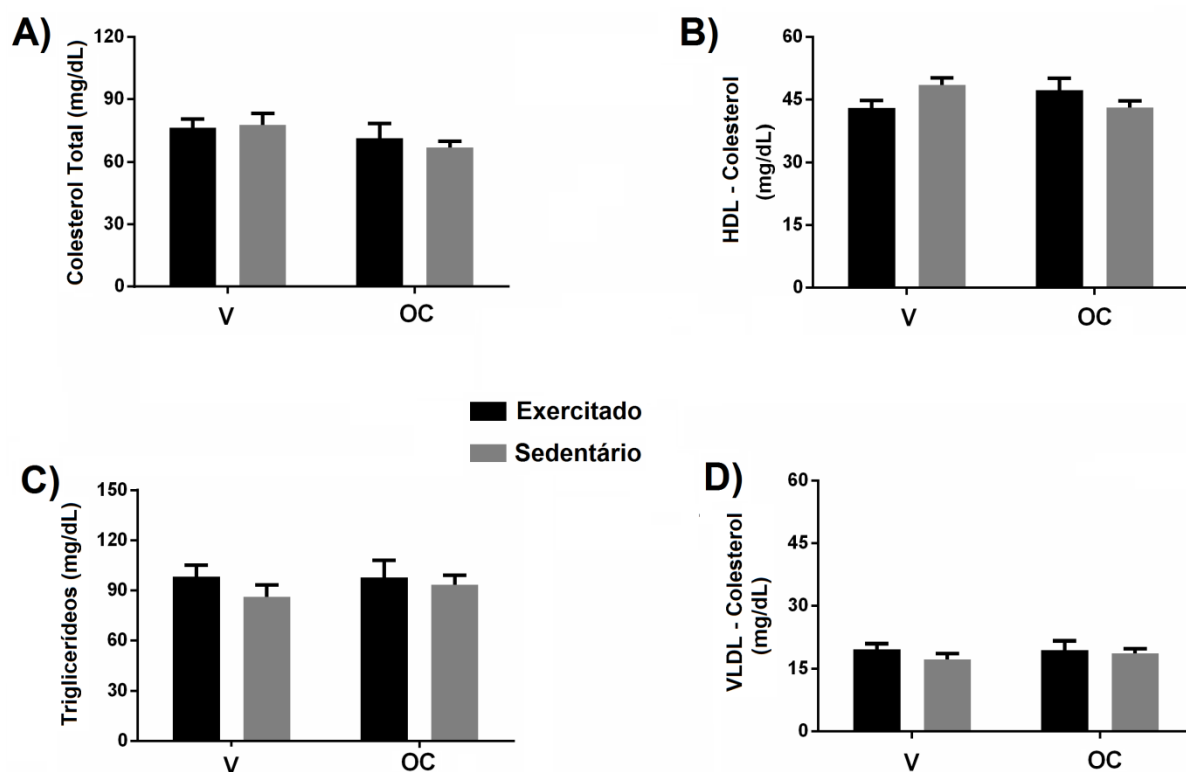 A)
Colesterol Total (mg/dL)
120
90
60
30
0
V
OC
B)
HDL - Colesterol
(mg/dL)
60
45
30
15
0
V
OC
Exercitado
Sedentário
C)
Triglicerídeos (mg/dL)
150
120
90
60
30
0
V
OC
D)
VLDL - Colesterol
(mg/dL)
60
45
30
15
0
V
OC